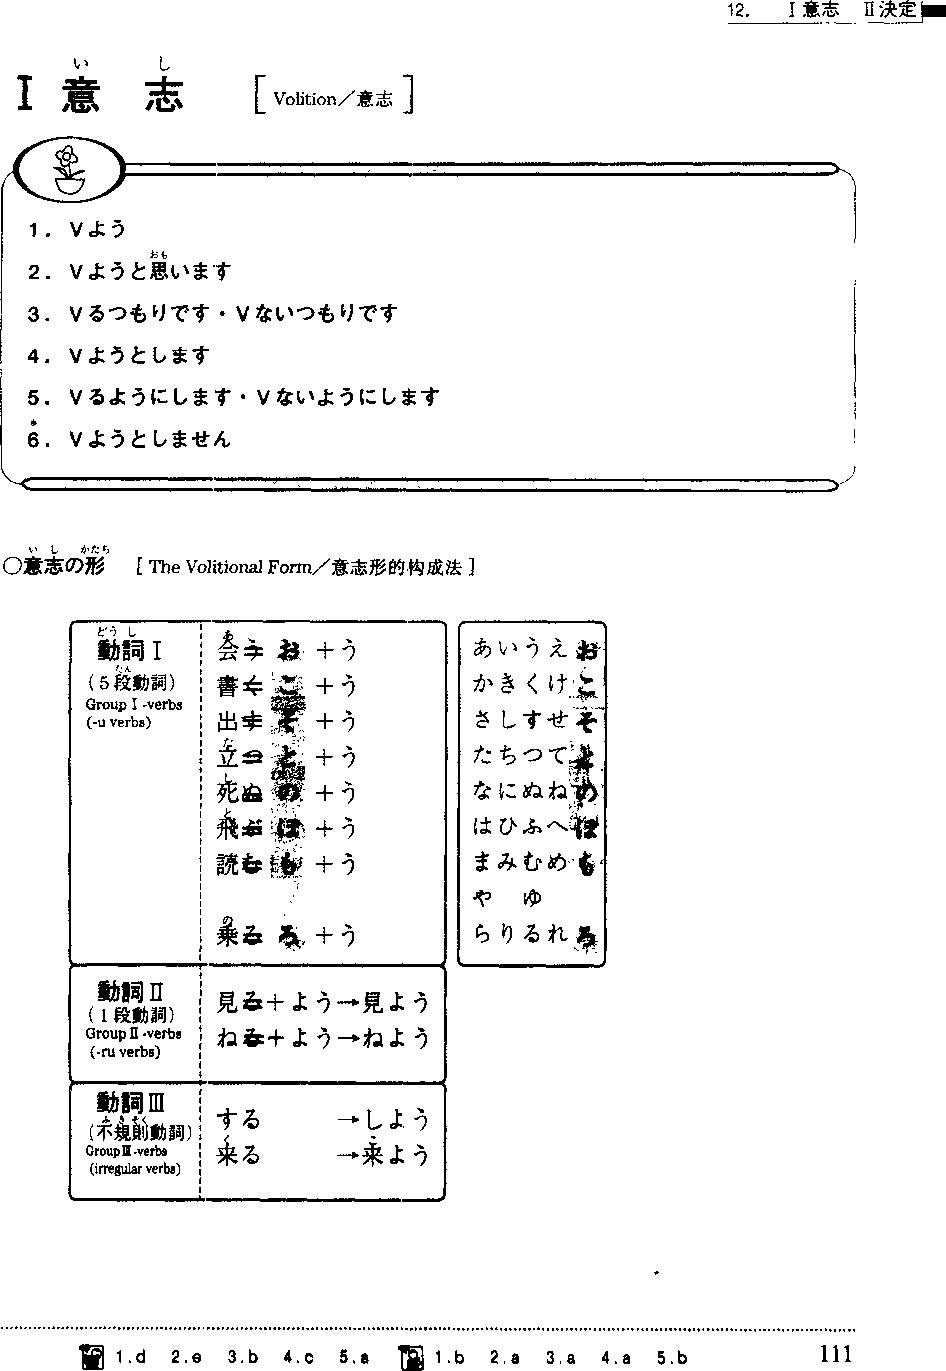 12. Ⅰ意志 Ⅱ決定
い し
Ⅰ 意 志 [ Volition／意志 ]
1. Vよう
おも
2. Vようと思います
3. Vるつもりです・Vないつもりです
4. Vようとします
5. Vるようにします・Vないようにします
*
6. Vようとしません
い し かたち
○意志の形 [ The Volitional Form／意志形的构成法 ]
どう し
動詞Ⅰ
たん
(5段動詞)
Group Ⅰ -verbs
(-u verbs)
あ
会う お +う
書く こ +う
出す そ +う
た
立つ と +う
し
死ぬ の +う
と
飛ぶ ぼ +う
読む も +う
の
乗る ろ +う
あいうえお
かきくけこ
さしすせそ
たちつてと
なにぬねの
はひふへほ
まみむめも
や ゆ
らりるれろ
動詞Ⅱ
(1段動詞)
Group Ⅱ -verbs
(-ru verbs)
見る+よう→見よう
ねる+よう→ねよう
動詞Ⅲ
ふ き そく
(不規則動詞)
Group Ⅲ -verbs
(irregular verbs)
する →しよう
く こ
来る →来よう
1.d 2.e 3.b 4.c 5.a 1.b 2.a 3.a 4.a 5.b
111